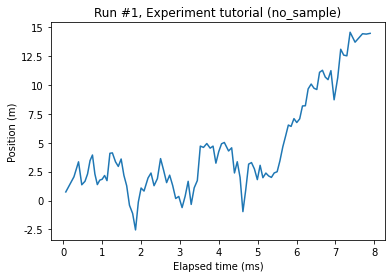 Run #1, Experiment tutorial (no_sample)
15
12.5
10
7.5
5
2.5
0
-2.5
Position (m)
0 1 2 3 4 5 6 7 8
Elapsed time (ms)